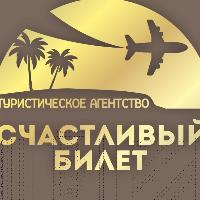 ТУРИСТИЧЕСКОЕ АГЕНТСТВО
СЧАСТЛИВЫЙ
БИЛЕТ